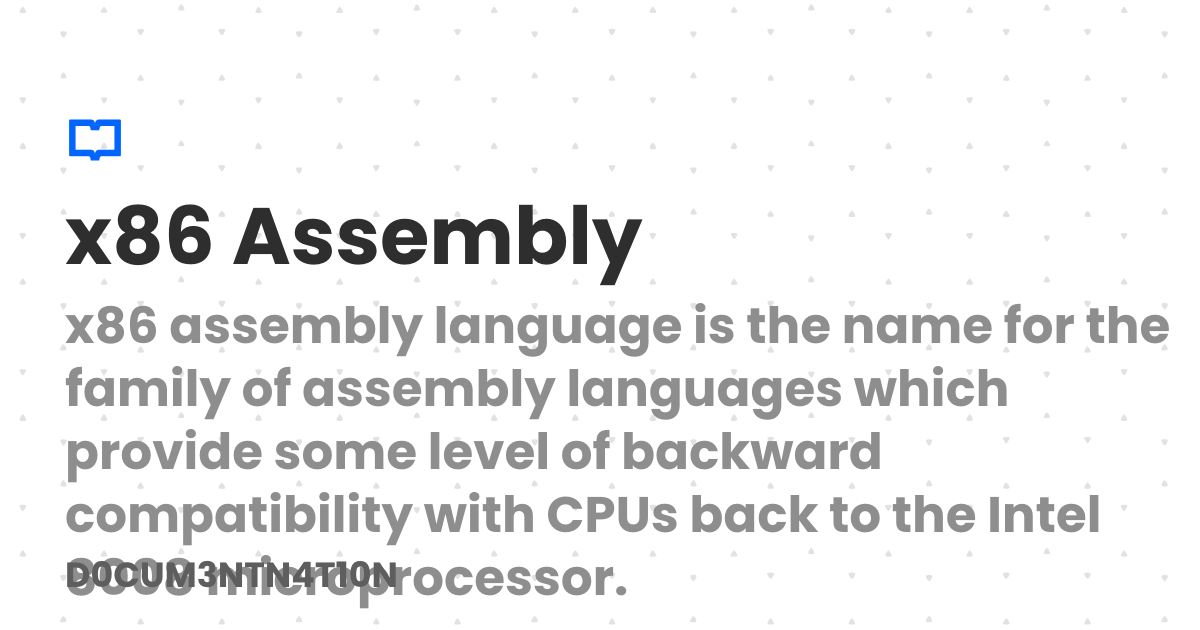 x86 Assembly
x86 assembly language is the name for the
family of assembly languages which
provide some level of backward
compatibility with CPUs back to the Intel
8008 microprocessor.
D0CUM3NTN4T10N